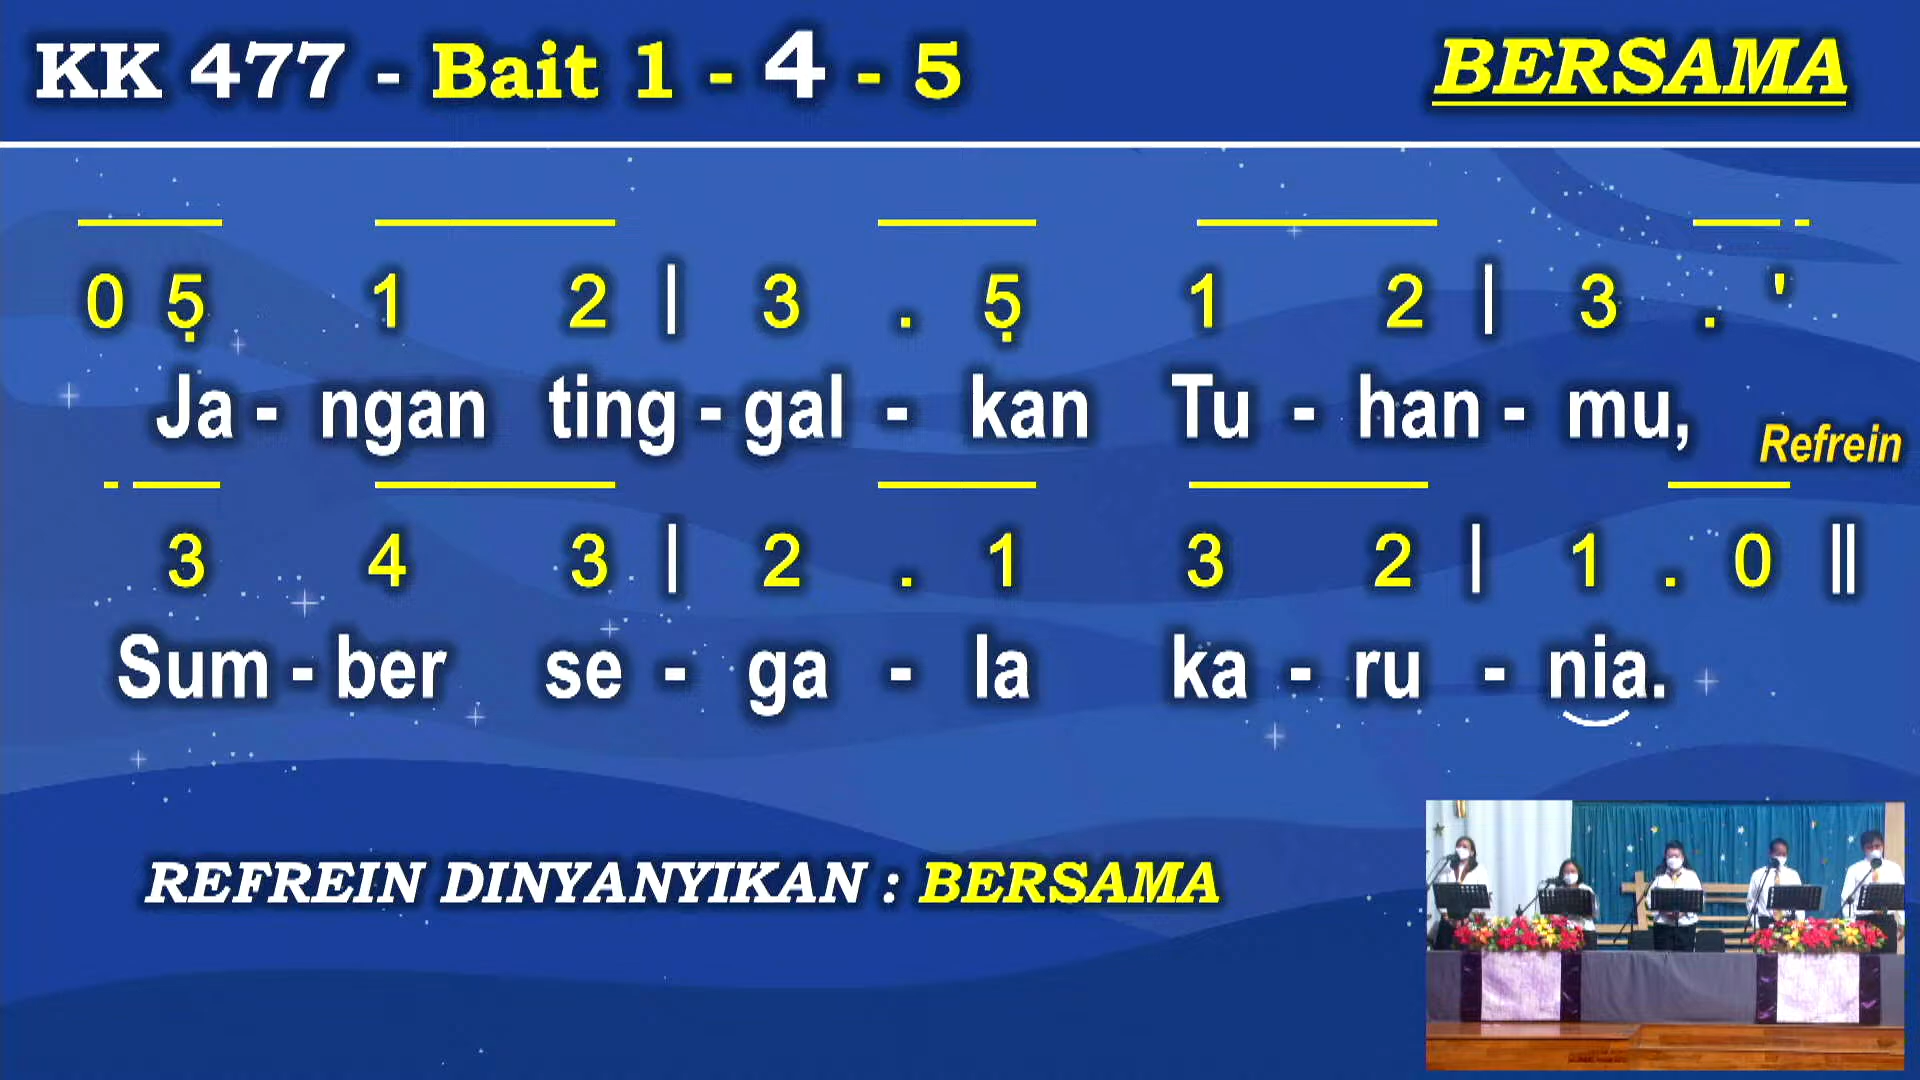 KK 477 - Bait 1 - 4 - 5
BERSAMA
0 5̣ 1 2 | 3 . 5̣ 1 2 | 3 . '
Ja - ngan ting - gal - kan Tu - han - mu,
Refrein
3 4 3 | 2 . 1 3 2 | 1 . 0 ||
Sum - ber se - ga - la ka - ru - nia.
REFREIN DINYANYIKAN : BERSAMA